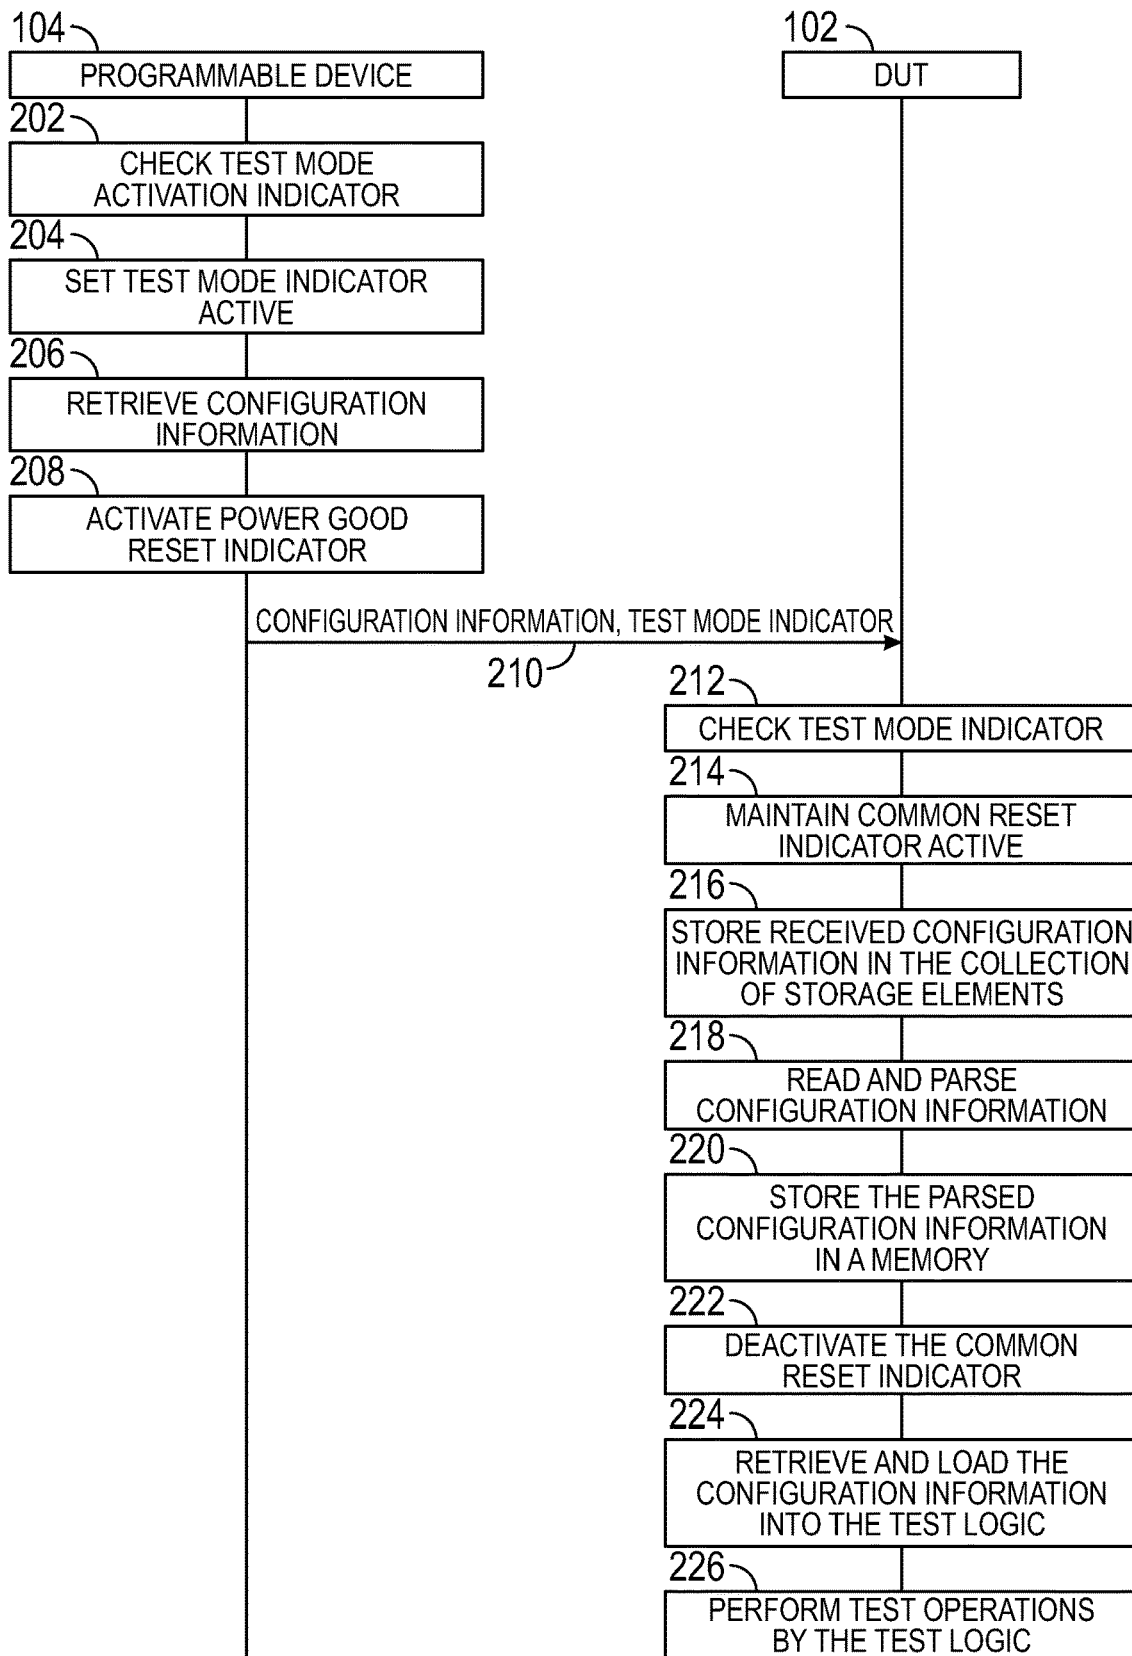 104
PROGRAMMABLE DEVICE
102
DUT
202
CHECK TEST MODE
ACTIVATION INDICATOR
204
SET TEST MODE INDICATOR
ACTIVE
206
RETRIEVE CONFIGURATION
INFORMATION
208
ACTIVATE POWER GOOD
RESET INDICATOR
CONFIGURATION INFORMATION, TEST MODE INDICATOR
210
212
CHECK TEST MODE INDICATOR
214
MAINTAIN COMMON RESET
INDICATOR ACTIVE
216
STORE RECEIVED CONFIGURATION
INFORMATION IN THE COLLECTION
OF STORAGE ELEMENTS
218
READ AND PARSE
CONFIGURATION INFORMATION
220
STORE THE PARSED
CONFIGURATION INFORMATION
IN A MEMORY
222
DEACTIVATE THE COMMON
RESET INDICATOR
224
RETRIEVE AND LOAD THE
CONFIGURATION INFORMATION
INTO THE TEST LOGIC
226
PERFORM TEST OPERATIONS
BY THE TEST LOGIC